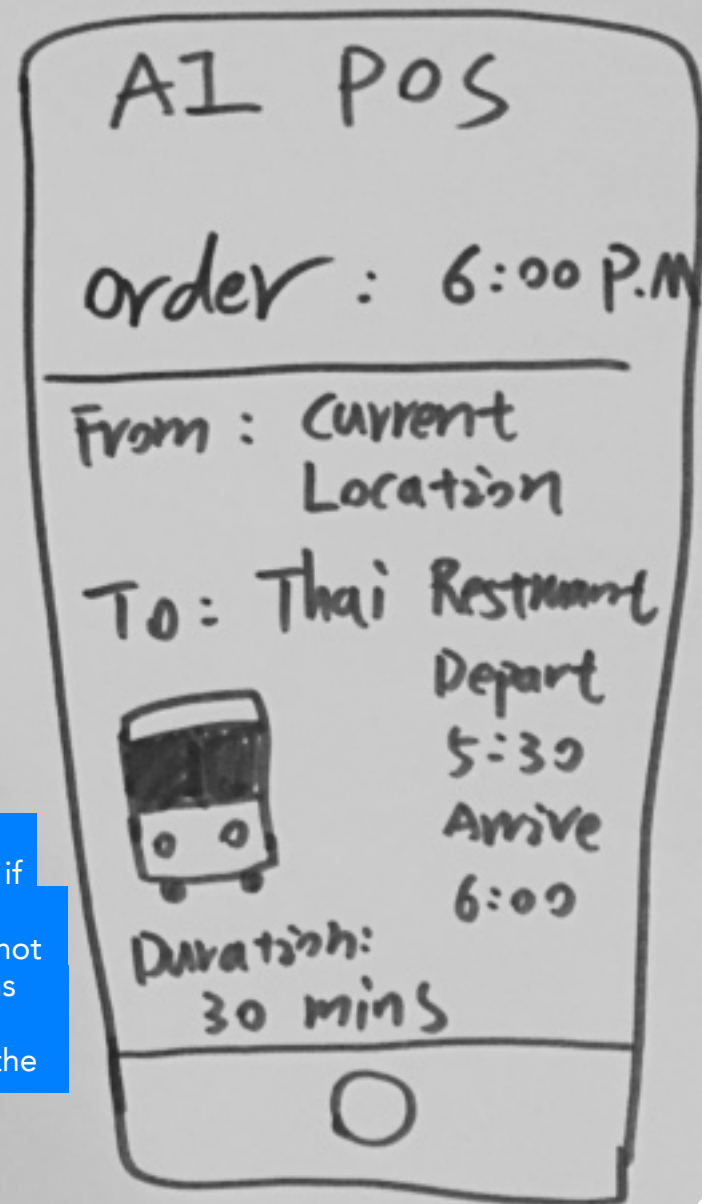 AI POS
order : 6:00 P.M
From : Current
Location
To : Thai
Depart
5:30
Arrive
6:00
Duration:
30 mins
if
not
the